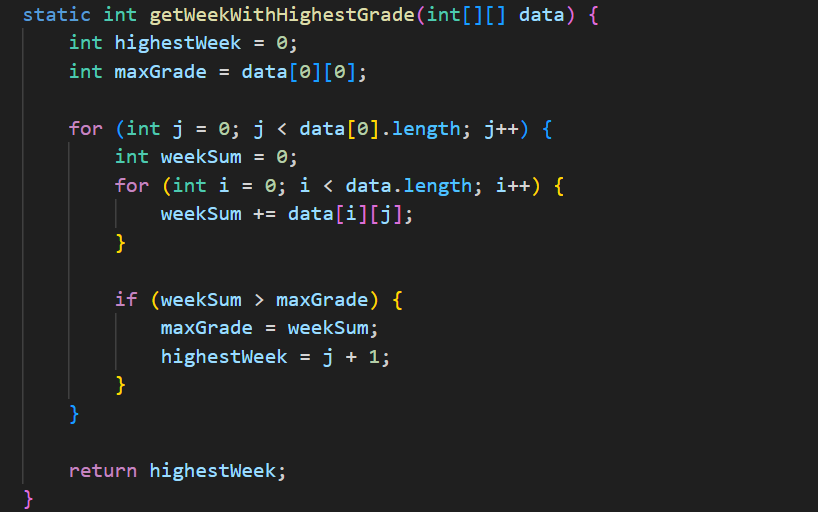 static int getWeekWithHighestGrade(int[][] data) {
    int highestWeek = 0;
    int maxGrade = data[0][0];

    for (int j = 0; j < data[0].length; j++) {
        int weekSum = 0;
        for (int i = 0; i < data.length; i++) {
            weekSum += data[i][j];
        }

        if (weekSum > maxGrade) {
            maxGrade = weekSum;
            highestWeek = j + 1;
        }
    }

    return highestWeek;
}